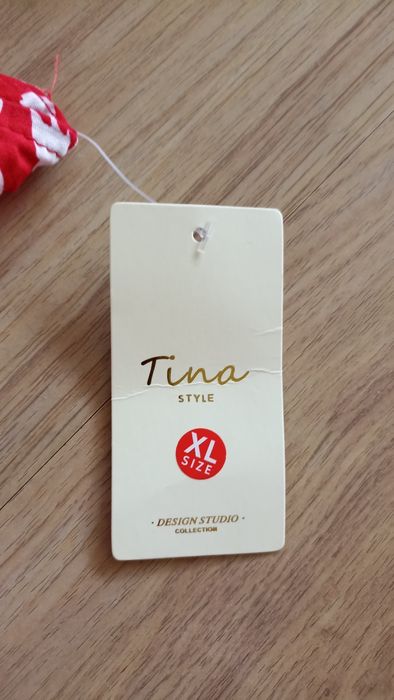 Tina
STYLE
XL
SIZE
· DESIGN STUDIO ·
COLLECTION